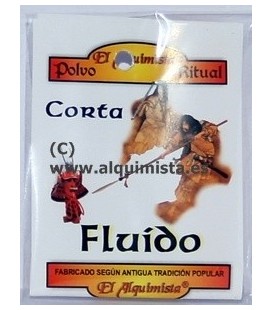 El Alquimista
Polvo Ritual
Corta
(C)
www.alquimista.es
Fluído
FABRICADO SEGÚN ANTIGUA TRADICIÓN POPULAR
El Alquimista®